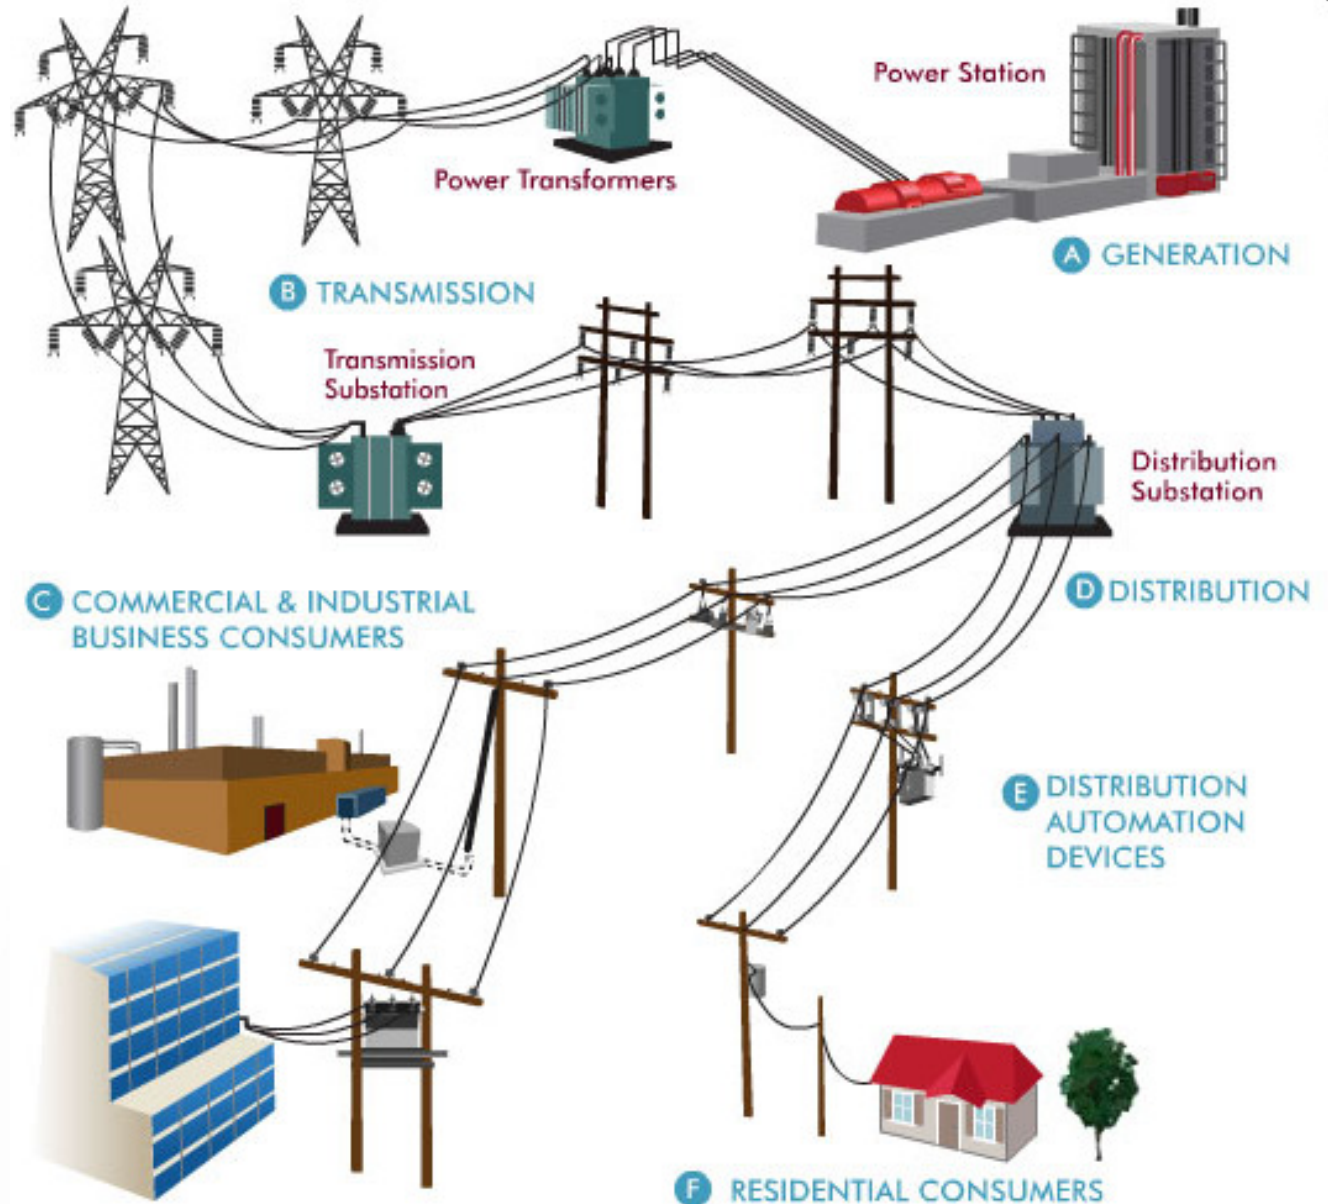 Power Station
Power Transformers
A GENERATION
B TRANSMISSION
Transmission
Substation
Distribution
Substation
C COMMERCIAL & INDUSTRIAL
BUSINESS CONSUMERS
D DISTRIBUTION
E DISTRIBUTION
AUTOMATION
DEVICES
F RESIDENTIAL CONSUMERS